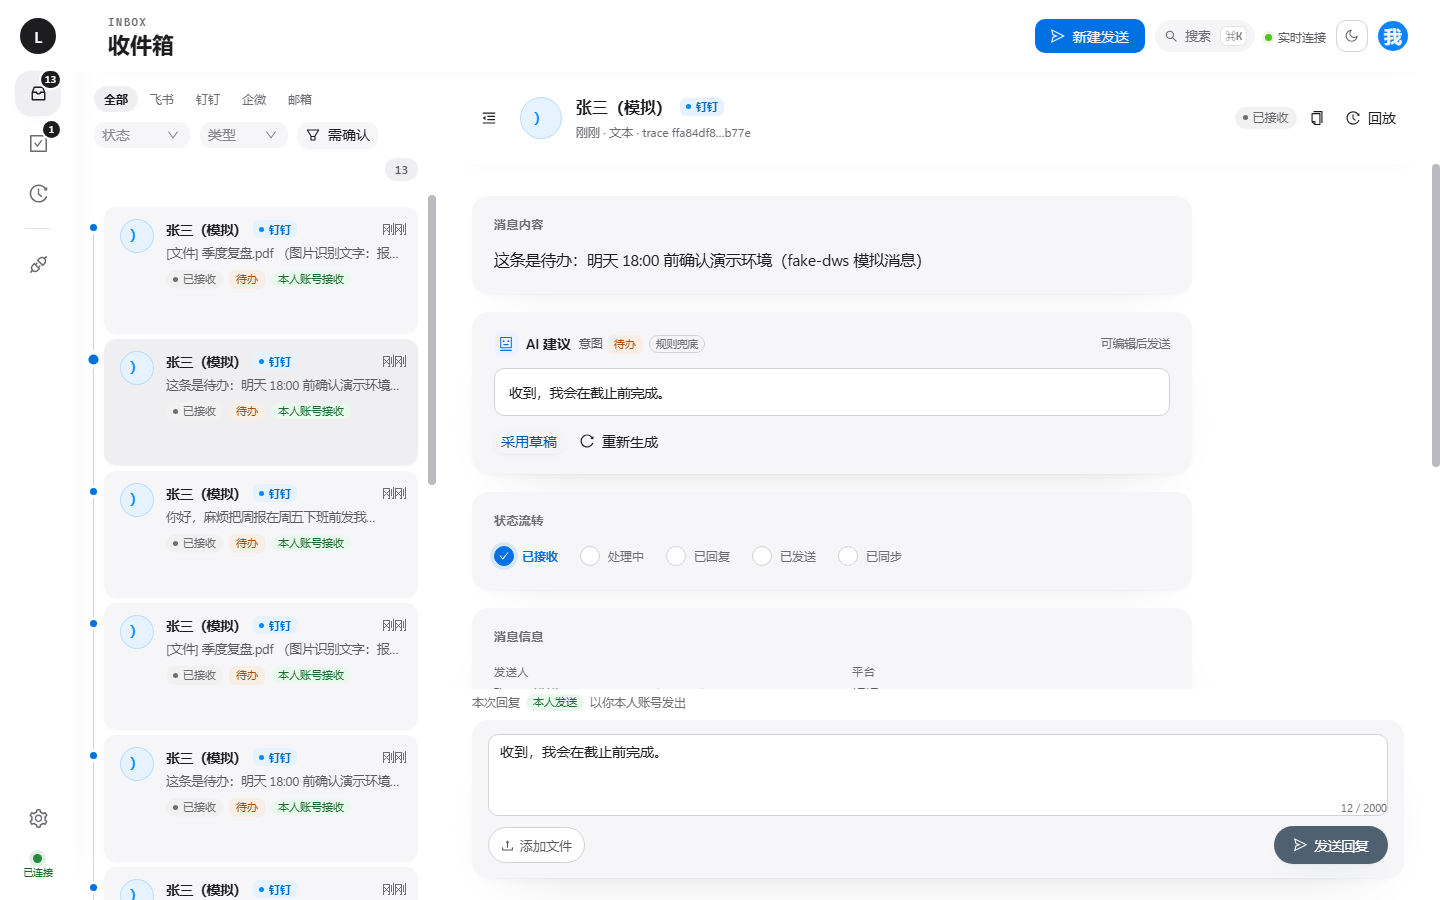 L
13
1
已连接
INBOX
收件箱
新建发送
搜索 ⌘K
实时连接
我
全部 飞书 钉钉 企微 邮箱
状态 类型 需确认
13
张三（模拟） 钉钉 刚刚
[文件] 季度复盘.pdf （图片识别文字：报...
已接收 待办 本人账号接收
张三（模拟） 钉钉 刚刚
这条是待办：明天 18:00 前确认演示环境...
已接收 待办 本人账号接收
张三（模拟） 钉钉 刚刚
你好，麻烦把周报在周五下班前发我...
已接收 待办 本人账号接收
张三（模拟） 钉钉 刚刚
[文件] 季度复盘.pdf （图片识别文字：报...
已接收 待办 本人账号接收
张三（模拟） 钉钉 刚刚
这条是待办：明天 18:00 前确认演示环境...
已接收 待办 本人账号接收
张三（模拟） 钉钉 刚刚
）
张三（模拟） 钉钉
刚刚 · 文本 · trace ffa84df8...b77e
已接收 回放
消息内容
这条是待办：明天 18:00 前确认演示环境（fake-dws 模拟消息）
AI 建议 意图 待办 规则兜底 可编辑后发送
收到，我会在截止前完成。
采用草稿 重新生成
状态流转
已接收 处理中 已回复 已发送 已同步
消息信息
发送人 平台
本次回复 本人发送 以你本人账号发出
收到，我会在截止前完成。
12 / 2000
添加文件 发送回复